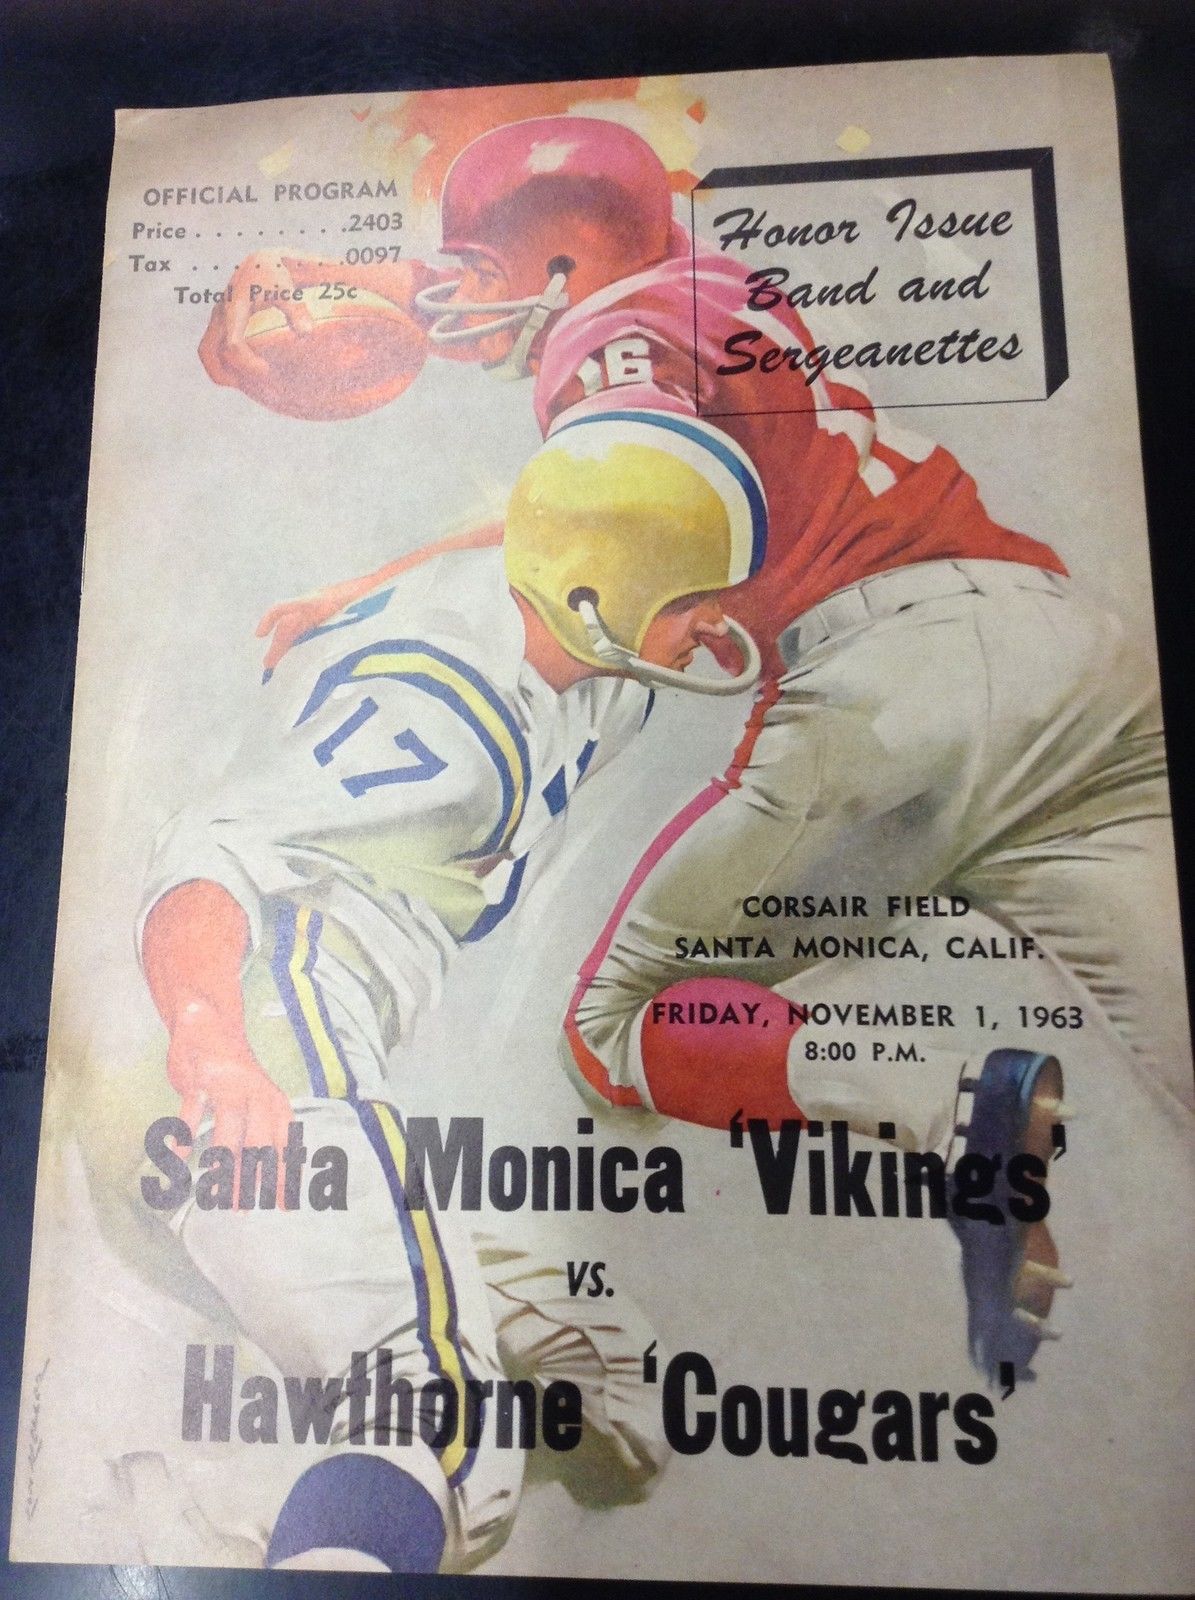 OFFICIAL PROGRAM
Price . . . . . . . . .2403
Tax . . . . . . . . .0097
Total Price 25c
Honor Issue
Band and
Sergeanettes
16
17
CORSAIR FIELD
SANTA MONICA, CALIF.
FRIDAY, NOVEMBER 1, 1963
8:00 P.M.
Santa Monica 'Vikings'
vs.
Hawthorne 'Cougars'